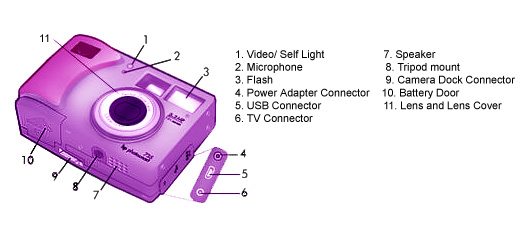 11
1
2
3
10
9
8
7
4
5
6
1. Video/ Self Light
2. Microphone
3. Flash
4. Power Adapter Connector
5. USB Connector
6. TV Connector
7. Speaker
8. Tripod mount
9. Camera Dock Connector
10. Battery Door
11. Lens and Lens Cover
hp photosmart